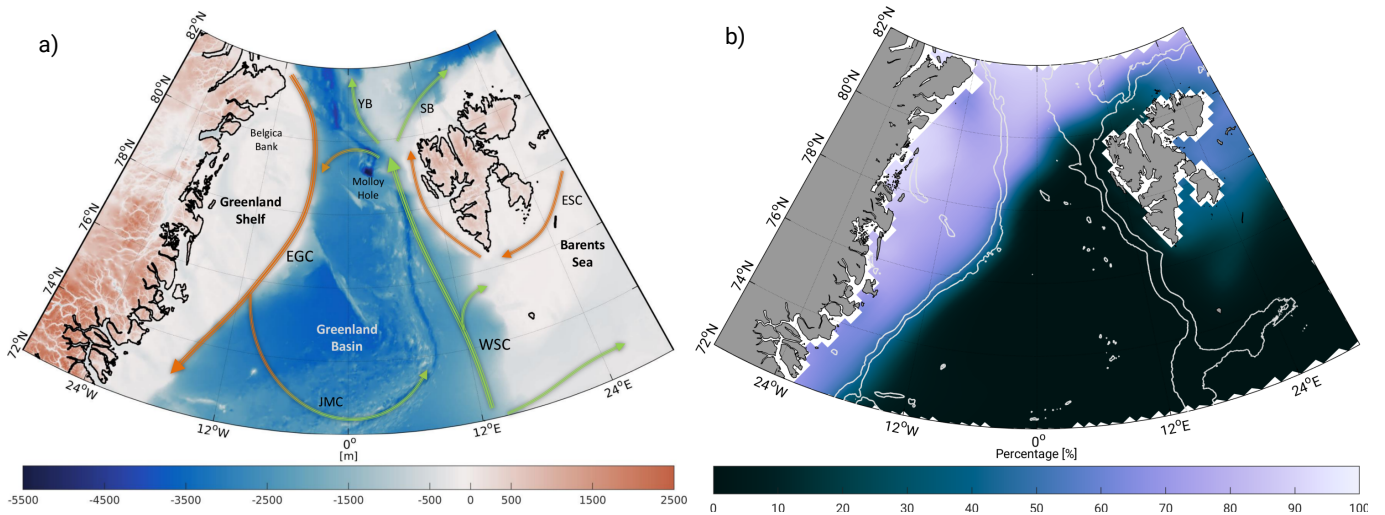 a)
82°N
80°N
78°N
76°N
74°N
72°N
24°W
12°W
0°
12°E
24°E
YB
SB
Belgica
Bank
Molloy
Hole
Greenland
Shelf
ESC
Barents
Sea
EGC
Greenland
Basin
WSC
JMC
[m]
-5500 -4500 -3500 -2500 -1500 -500 0 500 1500 2500
b)
82°N
80°N
78°N
76°N
74°N
72°N
24°W
12°W
0°
12°E
24°E
Percentage [%]
0 10 20 30 40 50 60 70 80 90 100